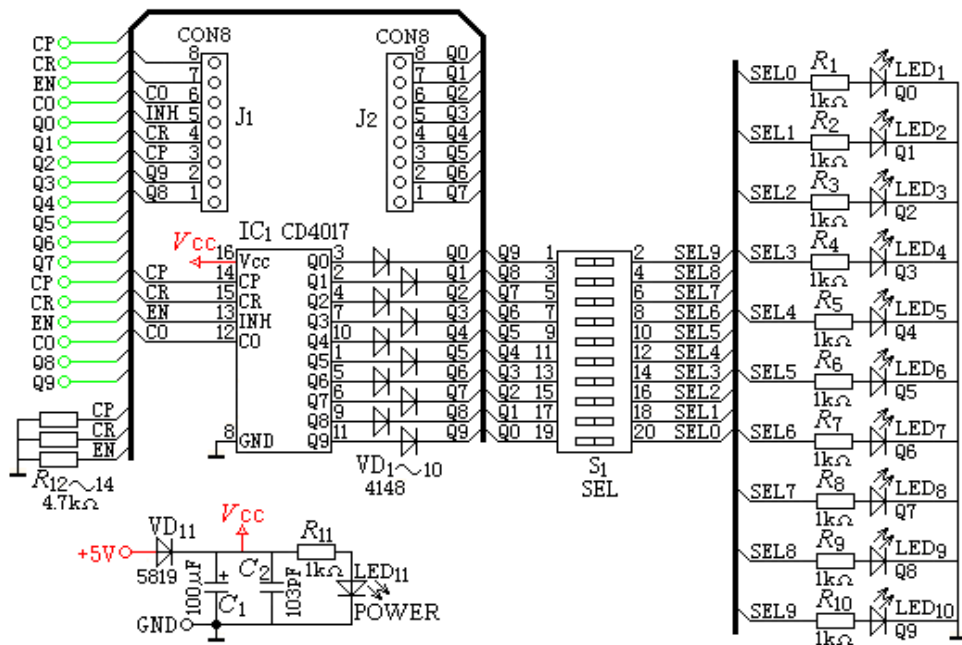 CP
CR
EN
CO
Q0
Q1
Q2
Q3
Q4
Q5
Q6
Q7
CP
CR
EN
CO
Q8
Q9
CP
CR
EN
R12～14
4.7kΩ
CON8
8
7
CO 6
INH 5
CR 4
CP 3
Q9 2
Q8 1
J1
CON8
8 Q0
7 Q1
6 Q2
5 Q3
4 Q4
3 Q5
2 Q6
1 Q7
J2
IC1 CD4017
VCC
16 Vcc
CP 14 CP
CR 15 CR
EN 13 INH
CO 12 CO
8 GND
Q0 3 Q0
Q1 2 Q1
Q2 4 Q2
Q3 7 Q3
Q4 10 Q4
Q5 1 Q5
Q6 5 Q6
Q7 6 Q7
Q8 9 Q8
Q9 11 Q9
VD1～10
4148
Q9 1 2 SEL9
Q8 3 4 SEL8
Q7 5 6 SEL7
Q6 7 8 SEL6
Q5 9 10 SEL5
Q4 11 12 SEL4
Q3 13 14 SEL3
Q2 15 16 SEL2
Q1 17 18 SEL1
Q0 19 20 SEL0
S1
SEL
SEL0 R1 1kΩ LED1 Q0
SEL1 R2 1kΩ LED2 Q1
SEL2 R3 1kΩ LED3 Q2
SEL3 R4 1kΩ LED4 Q3
SEL4 R5 1kΩ LED5 Q4
SEL5 R6 1kΩ LED6 Q5
SEL6 R7 1kΩ LED7 Q6
SEL7 R8 1kΩ LED8 Q7
SEL8 R9 1kΩ LED9 Q8
SEL9 R10 1kΩ LED10 Q9
+5V
VD11
5819
VCC
100μF
C1
C2
103PF
R11
1kΩ
LED11
POWER
GND